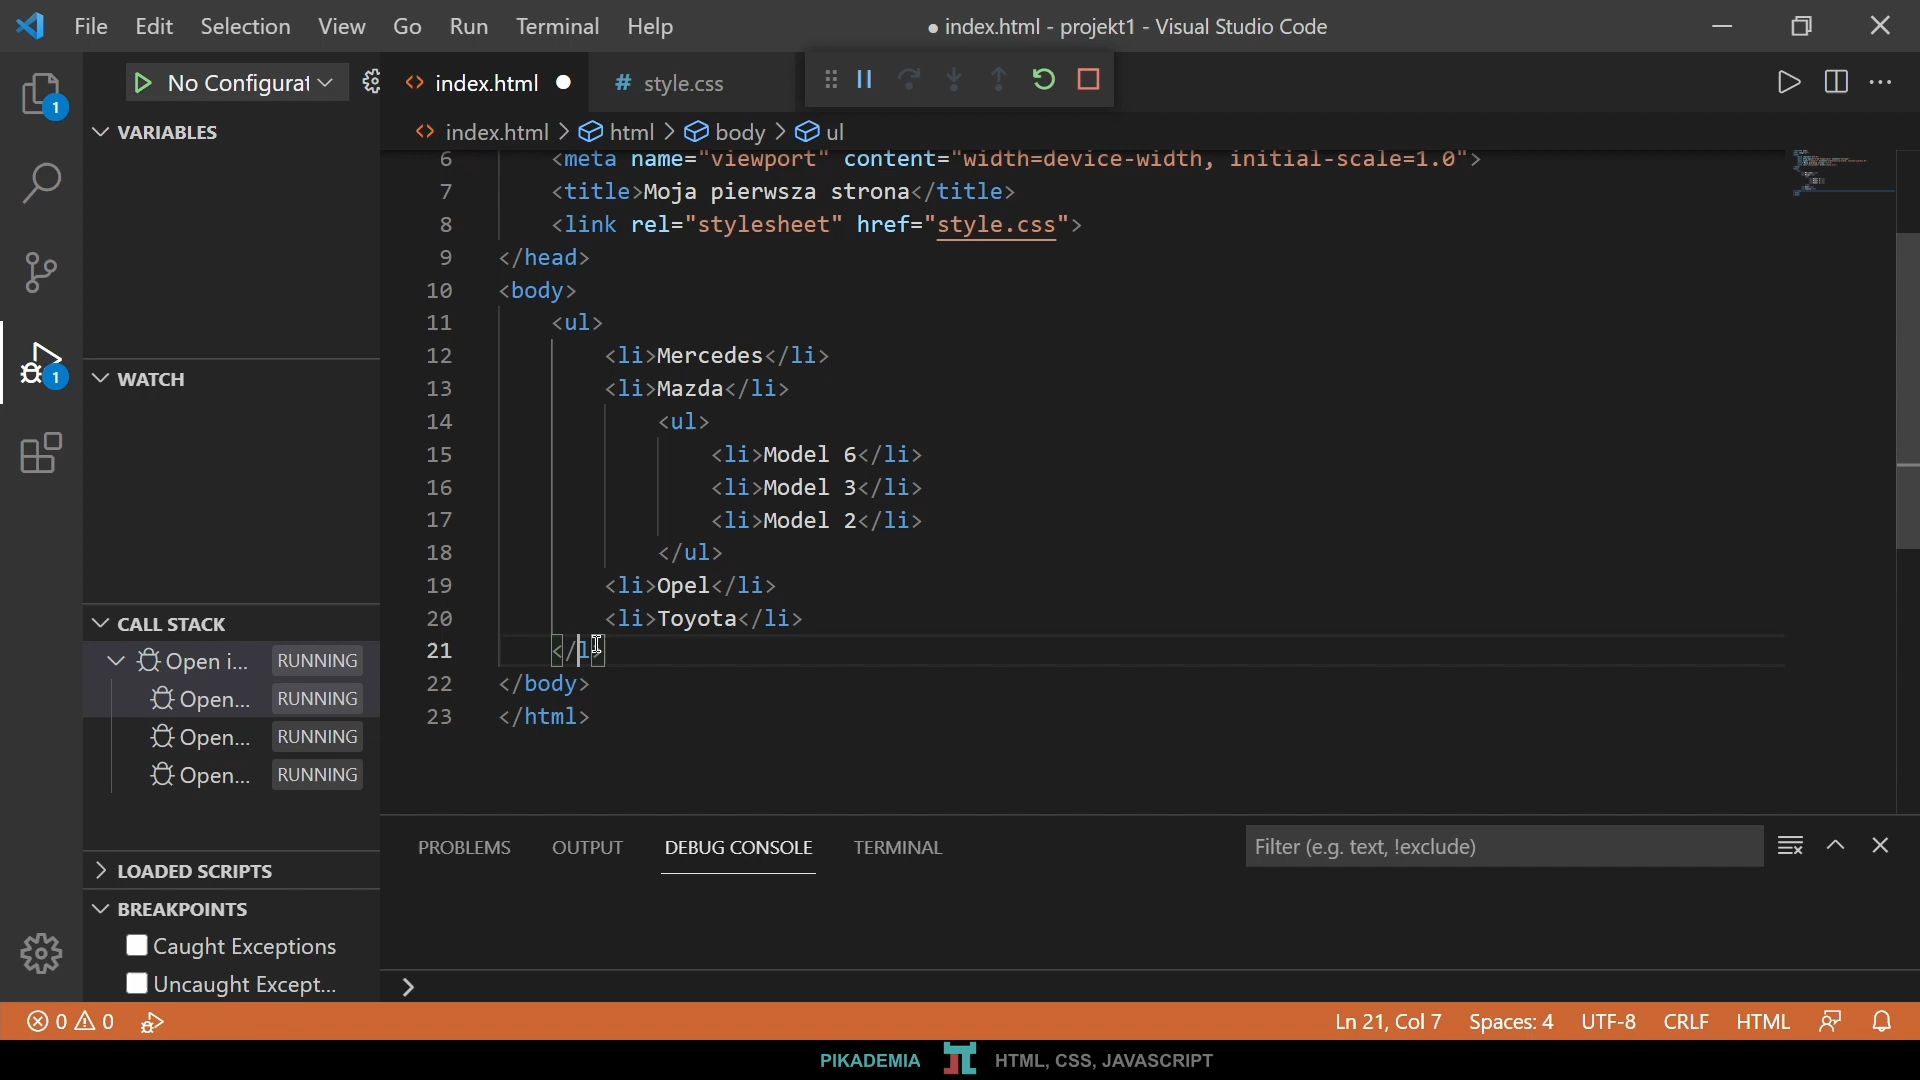 File Edit Selection View Go Run Terminal Help
● index.html - projekt1 - Visual Studio Code
No Configurat
index.html
# style.css
index.html > html > body > ul
VARIABLES
WATCH
CALL STACK
Open i... RUNNING
Open... RUNNING
Open... RUNNING
Open... RUNNING
LOADED SCRIPTS
BREAKPOINTS
Caught Exceptions
Uncaught Except...
1
1
6 <meta name="viewport" content="width=device-width, initial-scale=1.0">
7 <title>Moja pierwsza strona</title>
8 <link rel="stylesheet" href="style.css">
9 </head>
10 <body>
11 <ul>
12 <li>Mercedes</li>
13 <li>Mazda</li>
14 <ul>
15 <li>Model 6</li>
16 <li>Model 3</li>
17 <li>Model 2</li>
18 </ul>
19 <li>Opel</li>
20 <li>Toyota</li>
21 </l>
22 </body>
23 </html>
PROBLEMS OUTPUT DEBUG CONSOLE TERMINAL
Filter (e.g. text, !exclude)
0 0
Ln 21, Col 7 Spaces: 4 UTF-8 CRLF HTML
PIKADEMIA HTML, CSS, JAVASCRIPT